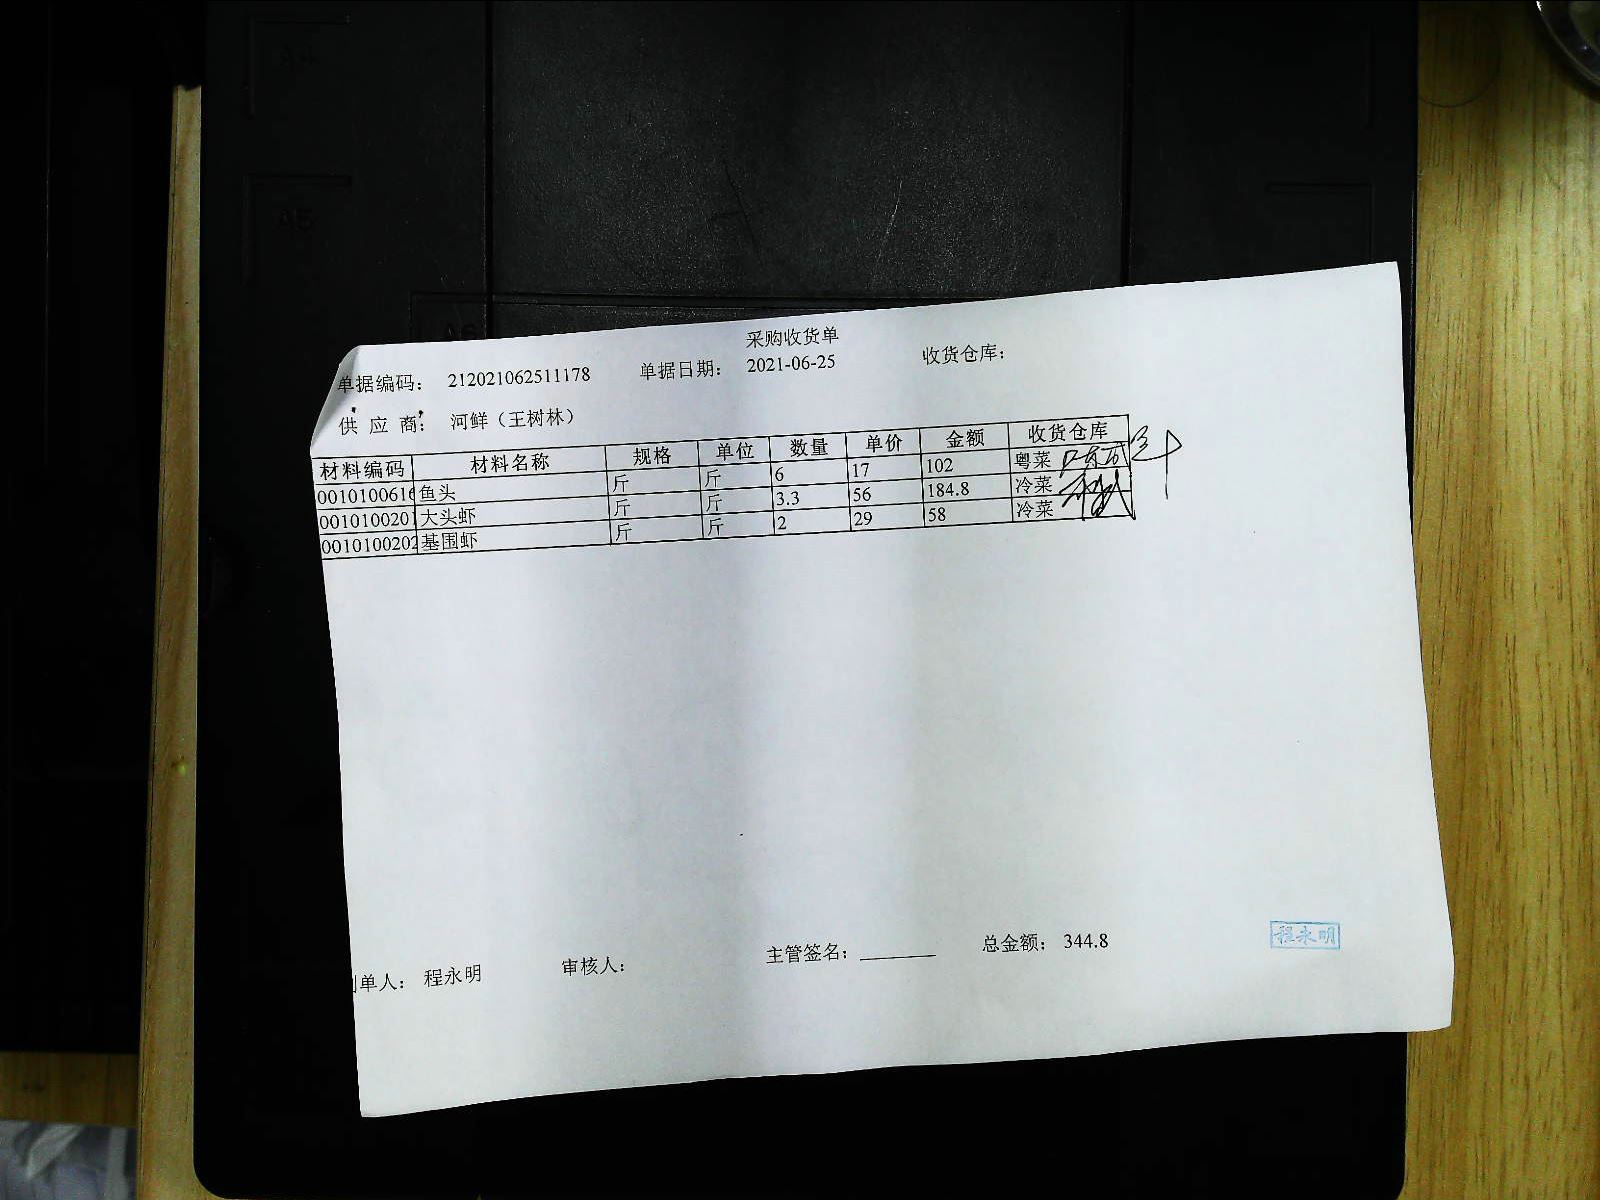 采购收货单
单据编码： 212021062511178 单据日期： 2021-06-25 收货仓库：
供 应 商： 河鲜（王树林）
材料编码 材料名称 规格 单位 数量 单价 金额 收货仓库
0010100616 鱼头 斤 斤 6 17 102 粤菜
001010020 大头虾 斤 斤 3.3 56 184.8 冷菜
0010100202 基围虾 斤 斤 2 29 58 冷菜
单人： 程永明 审核人： 主管签名： 总金额： 344.8
程永明
A5
A6